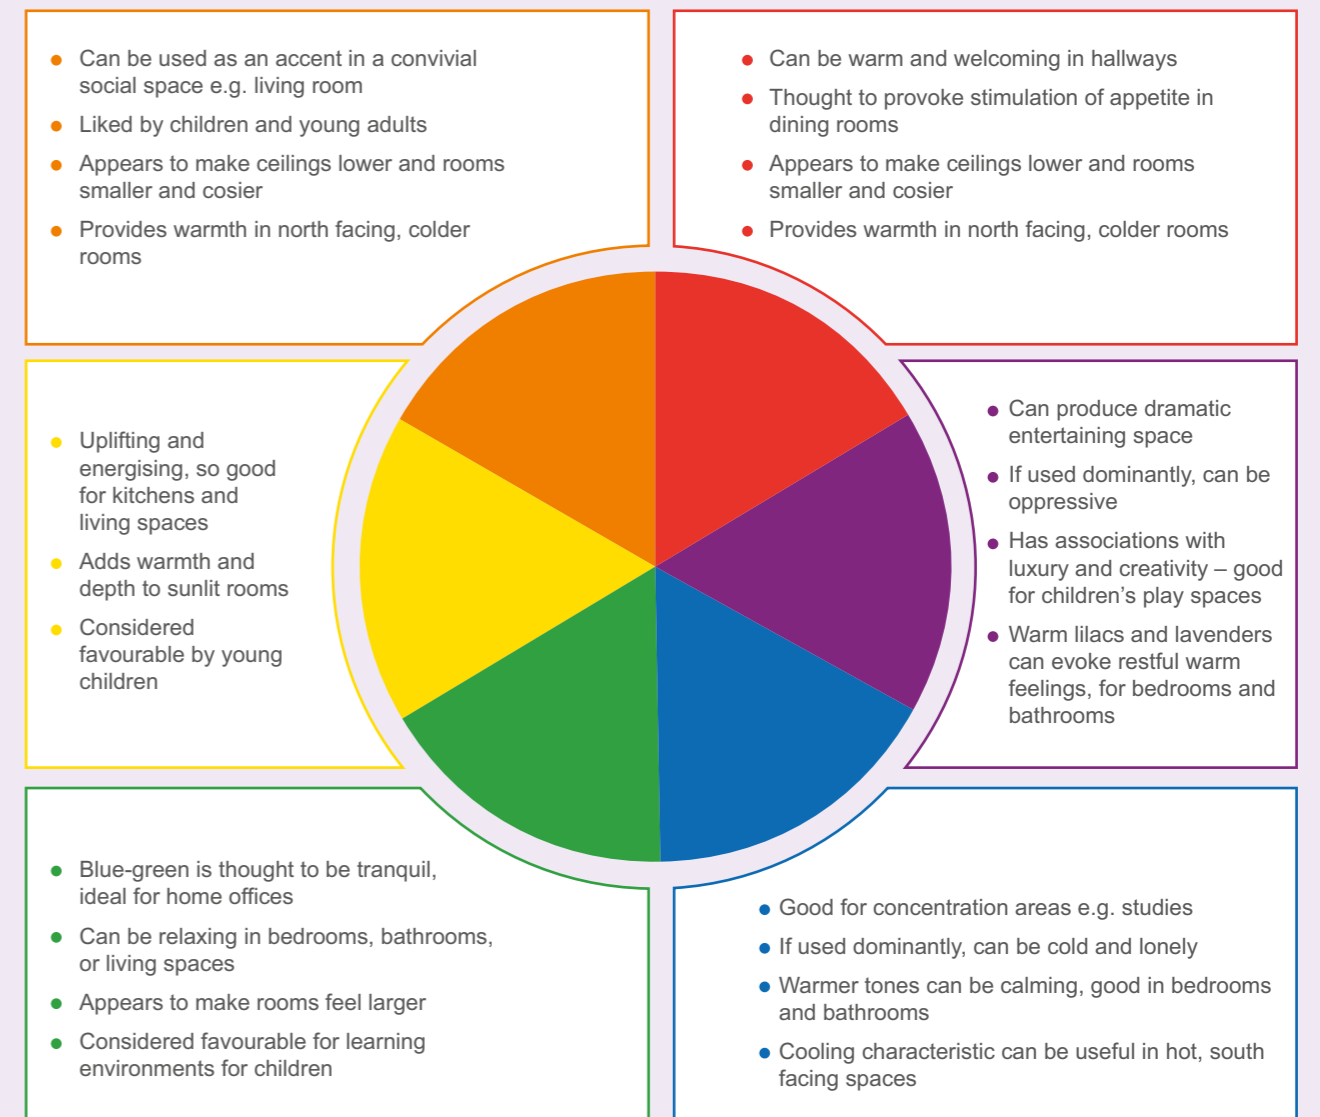 Can be used as an accent in a convivial
social space e.g. living room
Liked by children and young adults
Appears to make ceilings lower and rooms
smaller and cosier
Provides warmth in north facing, colder
rooms
Can be warm and welcoming in hallways
Thought to provoke stimulation of appetite in
dining rooms
Appears to make ceilings lower and rooms
smaller and cosier
Provides warmth in north facing, colder rooms
Uplifting and
energising, so good
for kitchens and
living spaces
Adds warmth and
depth to sunlit rooms
Considered
favourable by young
children
Can produce dramatic
entertaining space
If used dominantly, can be
oppressive
Has associations with
luxury and creativity – good
for children’s play spaces
Warm lilacs and lavenders
can evoke restful warm
feelings, for bedrooms and
bathrooms
Blue-green is thought to be tranquil,
ideal for home offices
Can be relaxing in bedrooms, bathrooms,
or living spaces
Appears to make rooms feel larger
Considered favourable for learning
environments for children
Good for concentration areas e.g. studies
If used dominantly, can be cold and lonely
Warmer tones can be calming, good in bedrooms
and bathrooms
Cooling characteristic can be useful in hot, south
facing spaces